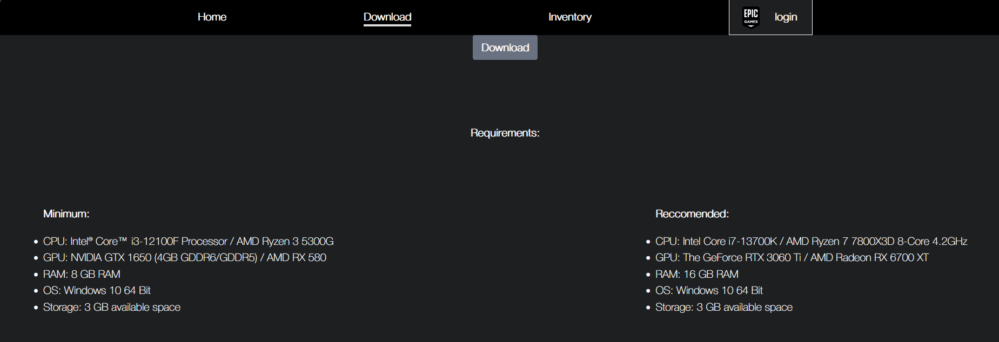 Home
Download
Inventory
EPIC
GAMES
login
Download
Requirements:
Minimum:
• CPU: Intel® Core™ i3-12100F Processor / AMD Ryzen 3 5300G
• GPU: NVIDIA GTX 1650 (4GB GDDR6/GDDR5) / AMD RX 580
• RAM: 8 GB RAM
• OS: Windows 10 64 Bit
• Storage: 3 GB available space
Reccomended:
• CPU: Intel Core i7-13700K / AMD Ryzen 7 7800X3D 8-Core 4.2GHz
• GPU: The GeForce RTX 3060 Ti / AMD Radeon RX 6700 XT
• RAM: 16 GB RAM
• OS: Windows 10 64 Bit
• Storage: 3 GB available space